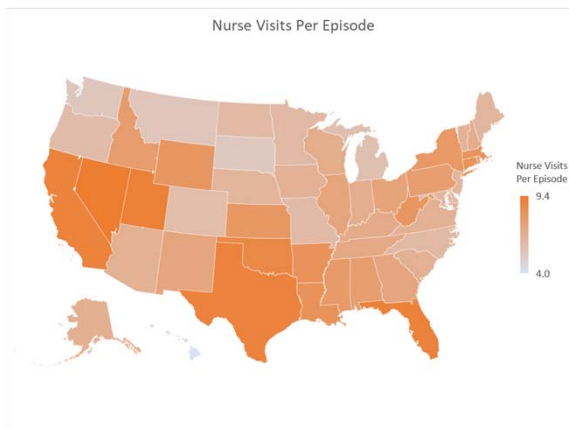 Nurse Visits Per Episode
Nurse Visits
Per Episode
9.4
4.0